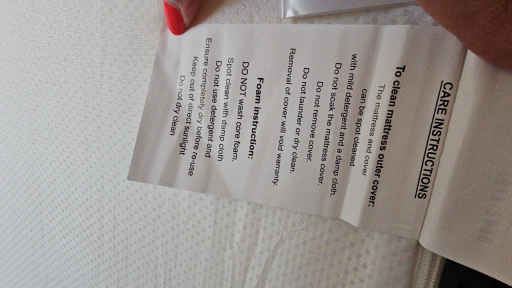 CARE INSTRUCTIONS
To clean mattress outer cover:
The mattress and cover
can be spot cleaned
with mild detergent and a damp cloth.
Do not soak the mattress cover.
Do not remove cover.
Do not launder or dry clean.
Removal of cover will void warranty.
Foam instruction:
DO NOT wash core foam.
Spot clean with damp cloth
Do not use detergent and
Ensure completely dry before re-use
Keep out of direct sunlight
Do not dry clean